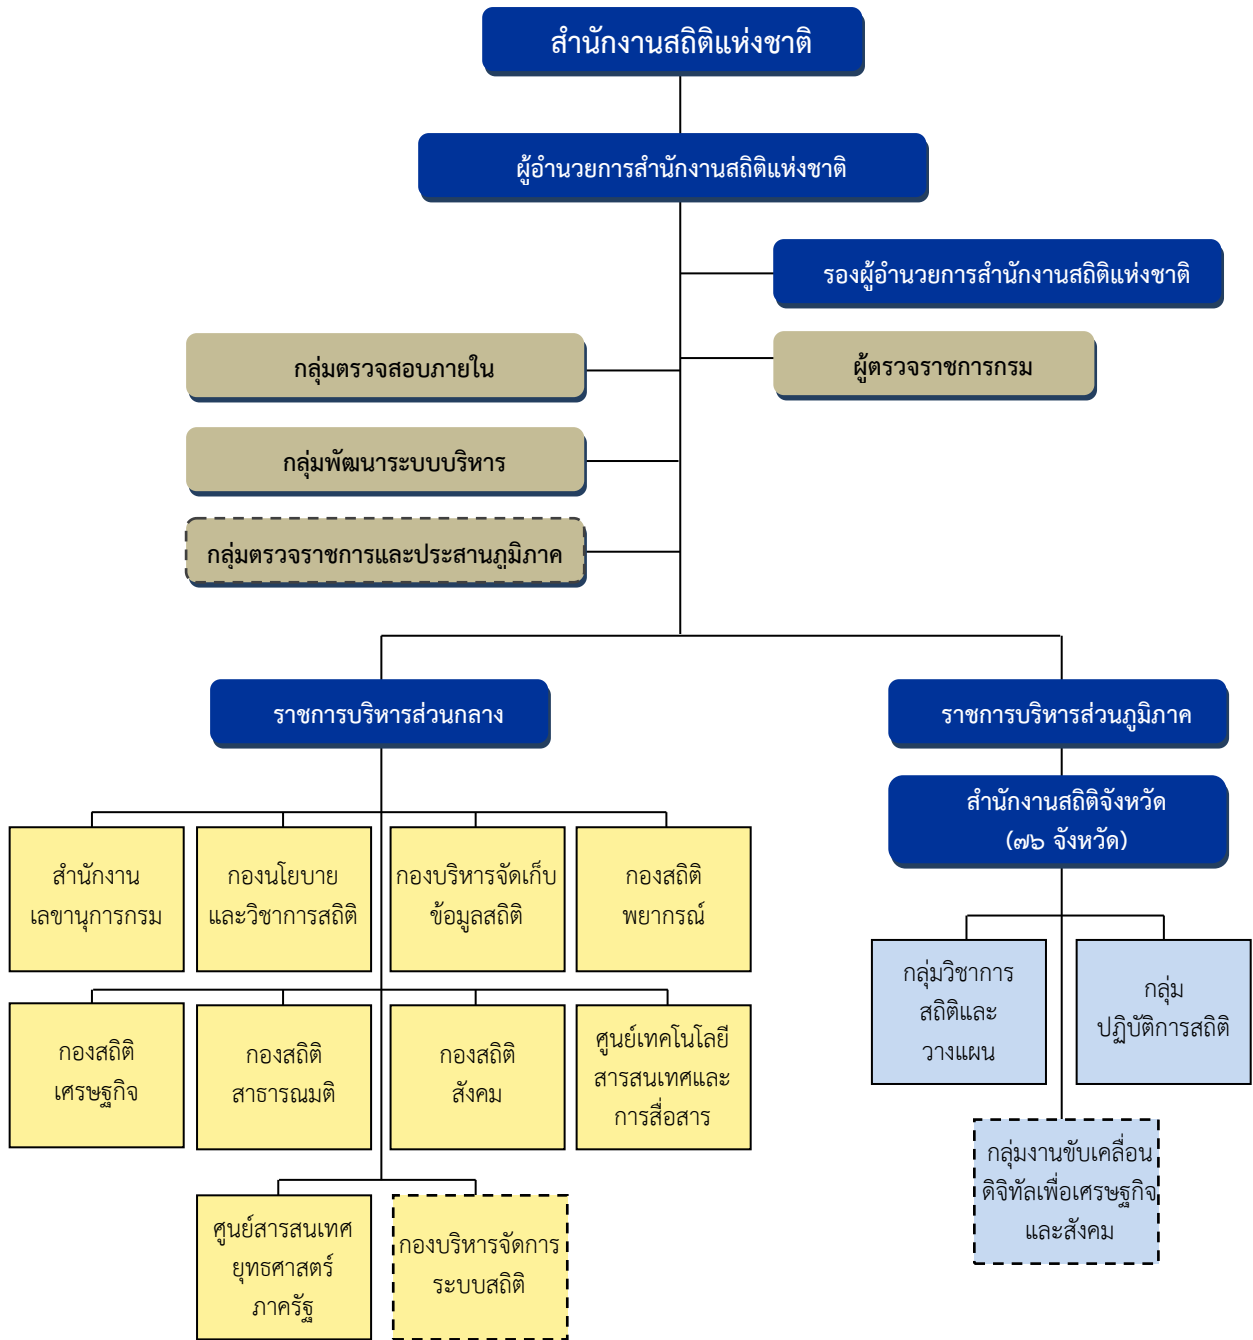 สำนักงานสถิติแห่งชาติ
ผู้อำนวยการสำนักงานสถิติแห่งชาติ
รองผู้อำนวยการสำนักงานสถิติแห่งชาติ
กลุ่มตรวจสอบภายใน
ผู้ตรวจราชการกรม
กลุ่มพัฒนาระบบบริหาร
กลุ่มตรวจราชการและประสานภูมิภาค
ราชการบริหารส่วนกลาง
ราชการบริหารส่วนภูมิภาค
สำนักงานสถิติจังหวัด
(๗๖ จังหวัด)
สำนักงาน
เลขานุการกรม
กองนโยบาย
และวิชาการสถิติ
กองบริหารจัดเก็บ
ข้อมูลสถิติ
กองสถิติ
พยากรณ์
กลุ่มวิชาการ
สถิติและ
วางแผน
กลุ่ม
ปฏิบัติการสถิติ
กองสถิติ
เศรษฐกิจ
กองสถิติ
สาธารณมติ
กองสถิติ
สังคม
ศูนย์เทคโนโลยี
สารสนเทศและ
การสื่อสาร
กลุ่มงานขับเคลื่อน
ดิจิทัลเพื่อเศรษฐกิจ
และสังคม
ศูนย์สารสนเทศ
ยุทธศาสตร์
ภาครัฐ
กองบริหารจัดการ
ระบบสถิติ